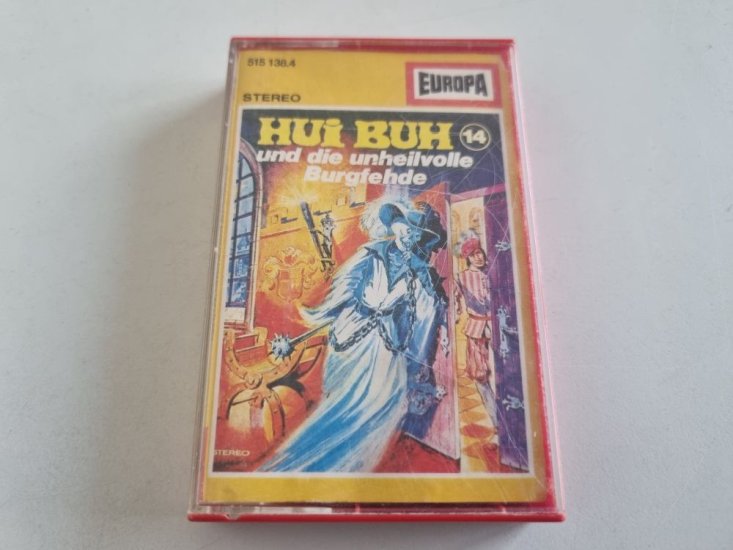 515 138.4
EUROPA
STEREO
HUi BUH 14
und die unheilvolle
Burgfehde
STEREO